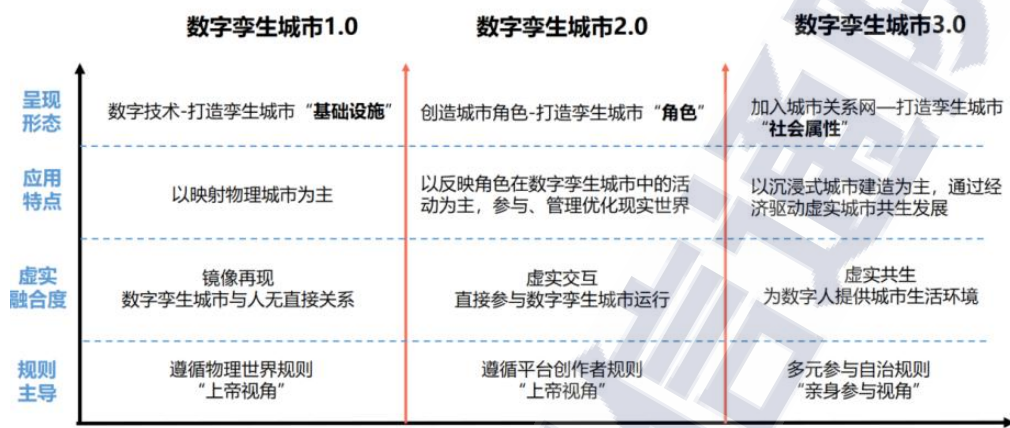 数字孪生城市1.0
数字孪生城市2.0
数字孪生城市3.0
呈现
形态
数字技术-打造孪生城市“基础设施”
创造城市角色-打造孪生城市“角色”
加入城市关系网—打造孪生城市
“社会属性”
应用
特点
以映射物理城市为主
以反映角色在数字孪生城市中的活
动为主，参与、管理优化现实世界
以沉浸式城市建造为主，通过经
济驱动虚实城市共生发展
虚实
融合度
镜像再现
数字孪生城市与人无直接关系
虚实交互
直接参与数字孪生城市运行
虚实共生
为数字人提供城市生活环境
规则
主导
遵循物理世界规则
“上帝视角”
遵循平台创作者规则
“上帝视角”
多元参与自治规则
“亲身参与视角”
信通院